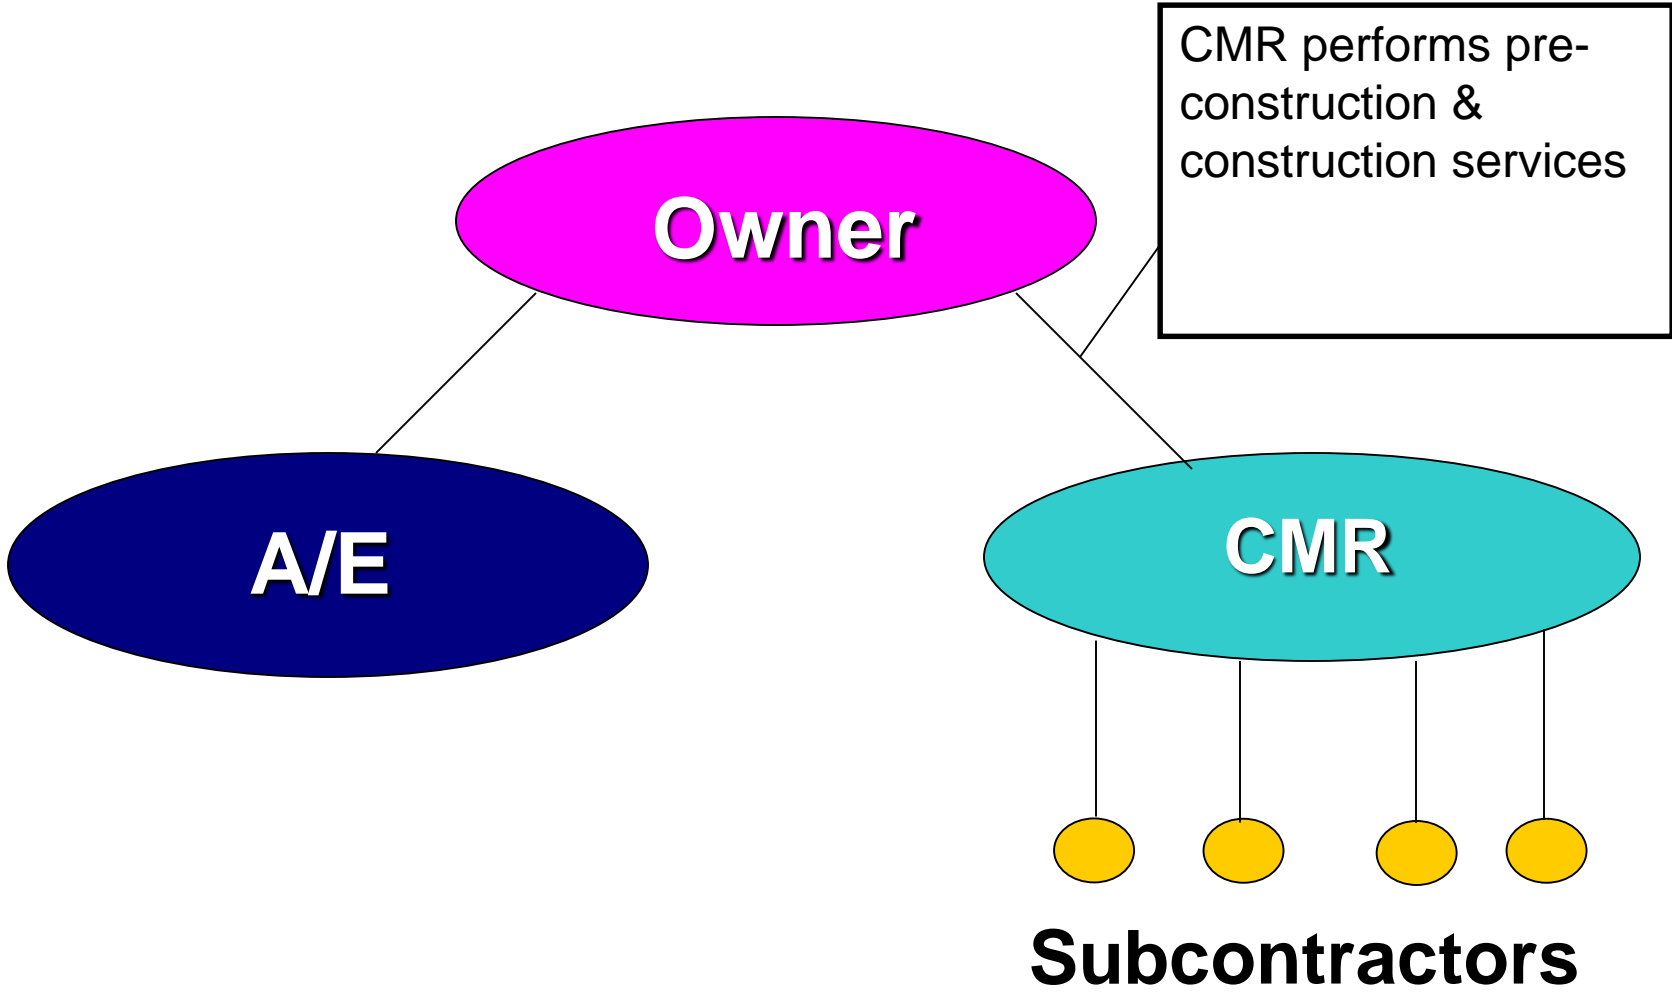 CMR performs pre-
construction &
construction services
Owner
A/E
CMR
Subcontractors